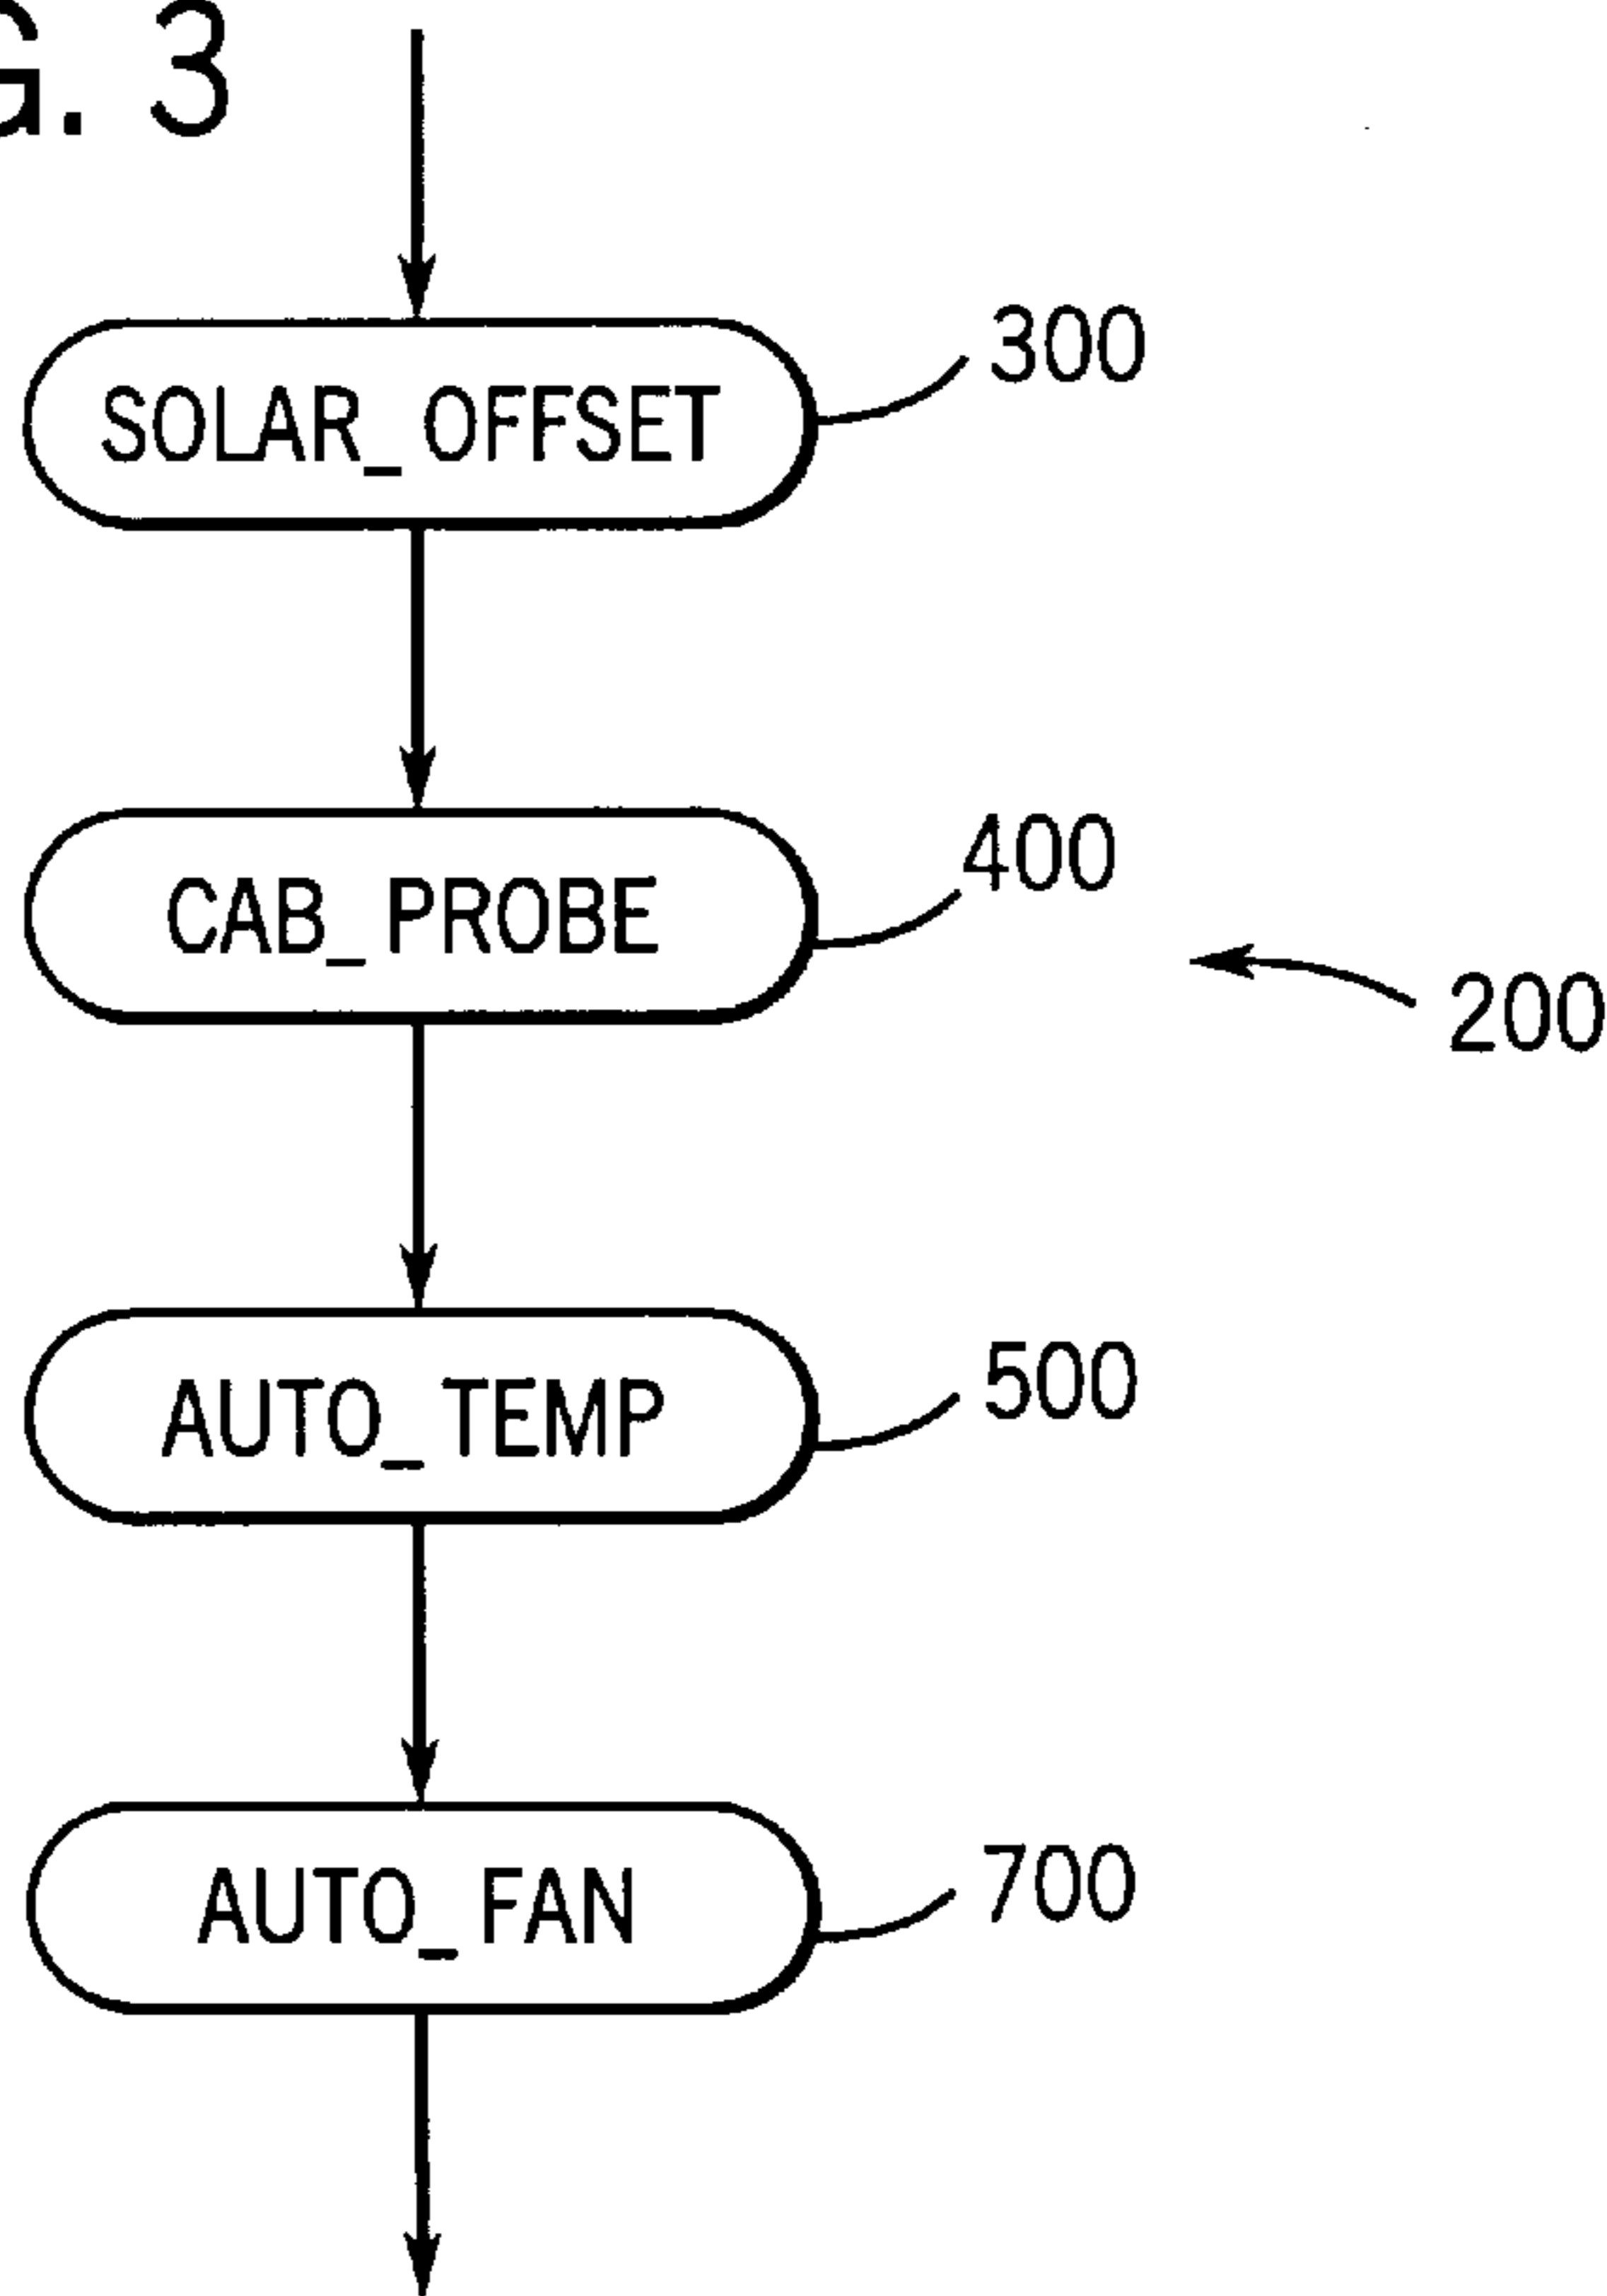 G. 3
300
SOLAR_OFFSET
400
CAB_PROBE
200
500
AUTO_TEMP
700
AUTO_FAN